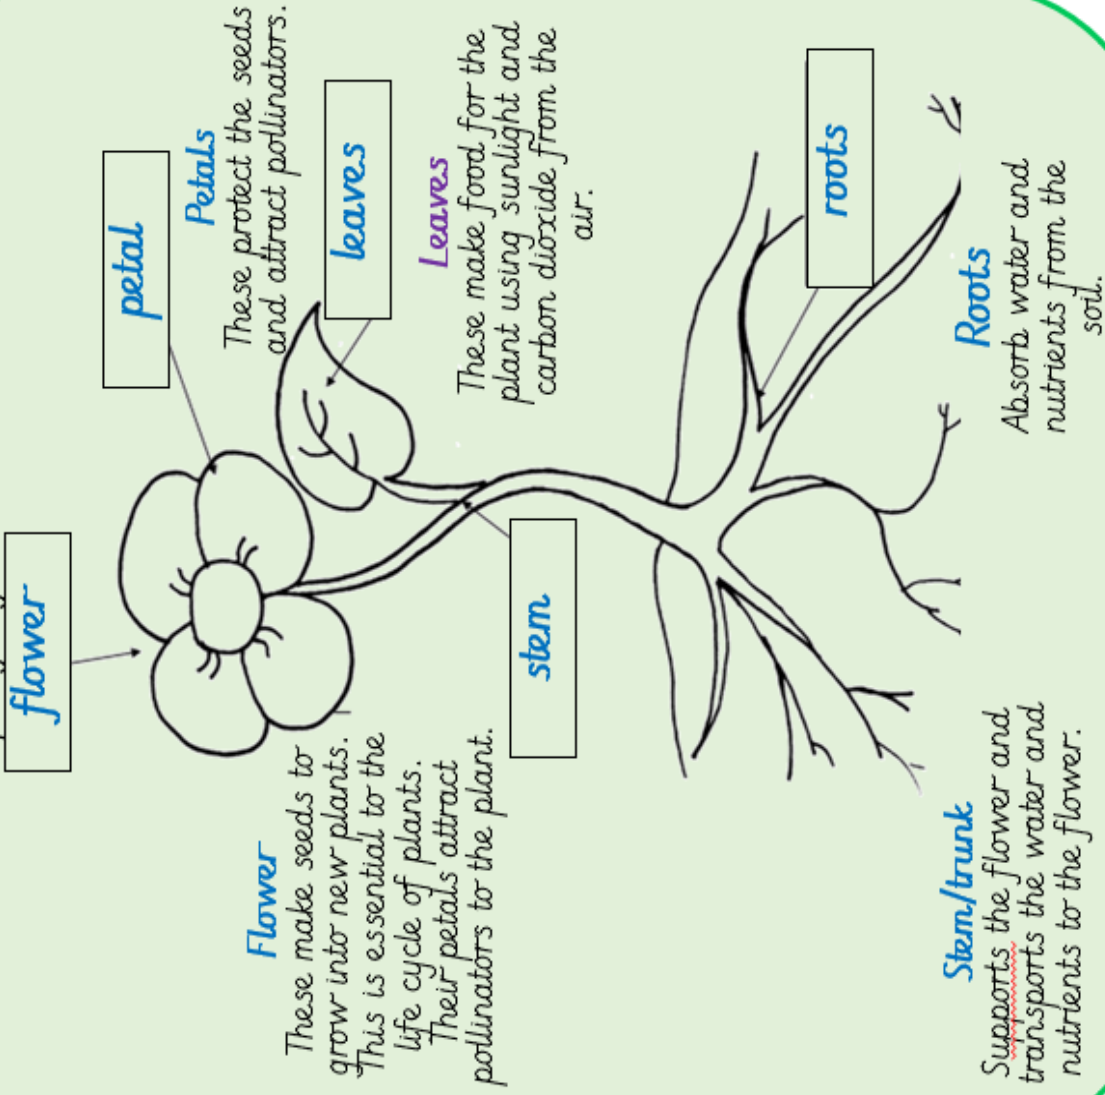 flower
petal
Petals
These protect the seeds
and attract pollinators.
leaves
Flower
These make seeds to
grow into new plants.
This is essential to the
life cycle of plants.
Their petals attract
pollinators to the plant.
Leaves
These make food for the
plant using sunlight and
carbon dioxide from the
air.
stem
roots
Stem/trunk
Supports the flower and
transports the water and
nutrients to the flower.
Roots
Absorb water and
nutrients from the
soil.